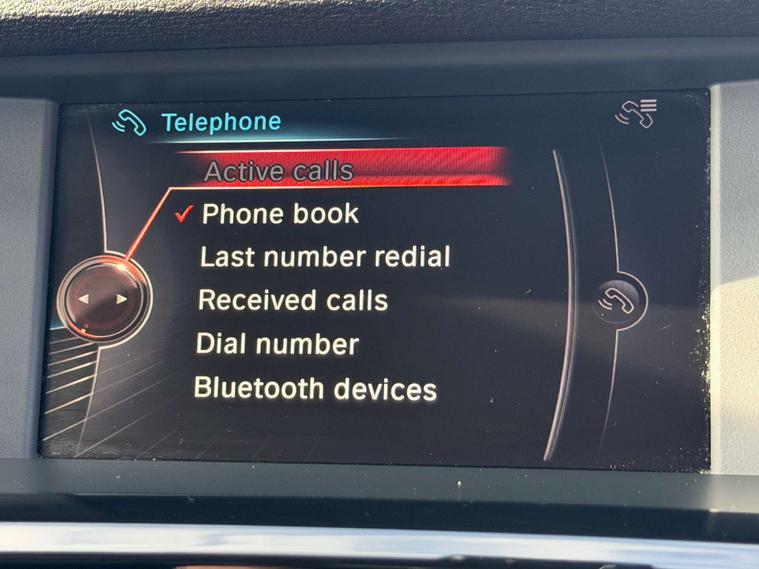 Telephone
Active calls
Phone book
Last number redial
Received calls
Dial number
Bluetooth devices